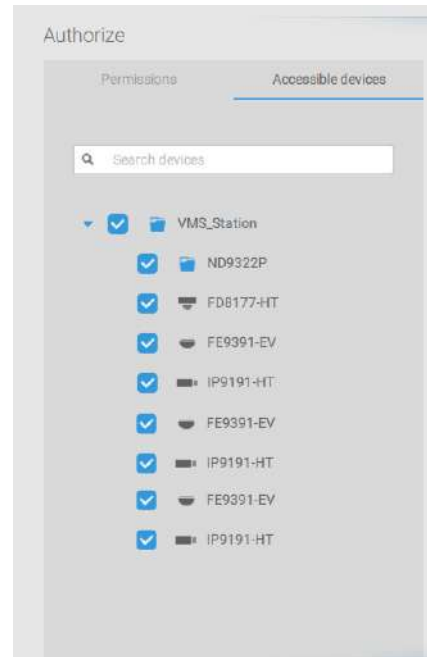 Authorize
Permissions Accessible devices
Search devices
VMS_Station
ND9322P
FD8177-HT
FE9391-EV
IP9191-HT
FE9391-EV
IP9191-HT
FE9391-EV
IP9191-HT